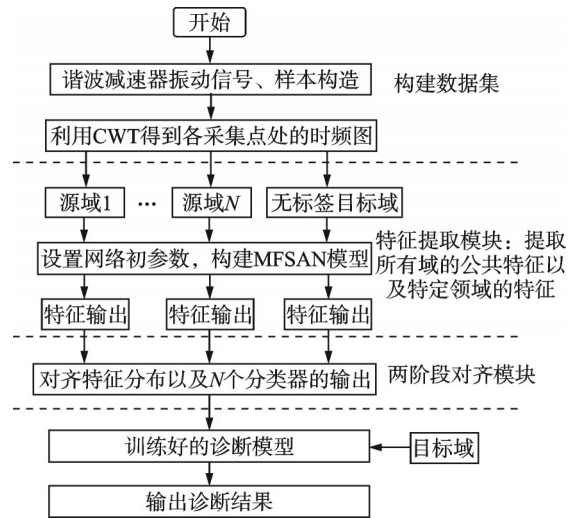 开始
谐波减速器振动信号、样本构造
构建数据集
利用CWT得到各采集点处的时频图
源域1
…
源域N
无标签目标域
设置网络初参数，构建MFSAN模型
特征提取模块：提取
所有域的公共特征以
及特定领域的特征
特征输出
特征输出
特征输出
对齐特征分布以及N个分类器的输出
两阶段对齐模块
训练好的诊断模型
目标域
输出诊断结果